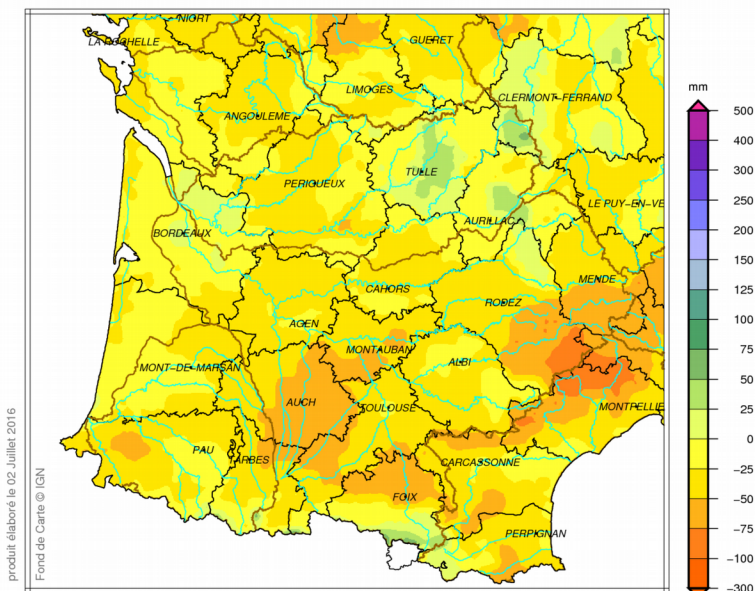 NIORT
LA ROCHELLE
GUERET
LIMOGES
CLERMONT-FERRAND
ANGOULEME
TULLE
PERIGUEUX
LE PUY-EN-VE
AURILLAC
BORDEAUX
MENDE
CAHORS
RODEZ
AGEN
MONTAUBAN
ALBI
MONT-DE-MARSAN
AUCH
TOULOUSE
MONTPELLIE
PAU
TARBES
CARCASSONNE
FOIX
PERPIGNAN
mm
500
400
300
250
200
150
125
100
75
50
25
0
-25
-50
-75
-100
-300
produit élaboré le 02 Juillet 2016
Fond de Carte © IGN